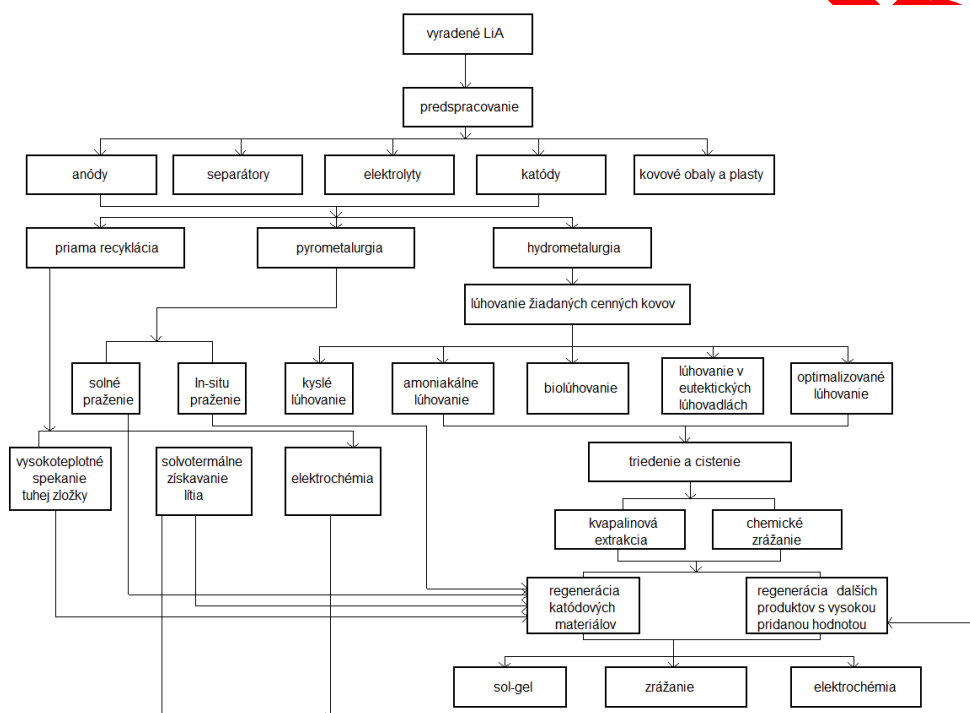 vyradené LiA
predspracovanie
anódy
separátory
elektrolyty
katódy
kovové obaly a plasty
priama recyklácia
pyrometalurgia
hydrometalurgia
lúhovanie žiadaných cenných kovov
solné
praženie
In-situ
praženie
kyslé
lúhovanie
amoniakálne
lúhovanie
biolúhovanie
lúhovanie v
eutektických
lúhovadlách
optimalizované
lúhovanie
vysokoteplotné
spekanie
tuhej zložky
solvotermálne
získavanie
lítia
elektrochémia
triedenie a cistenie
kvapalinová
extrakcia
chemické
zrážanie
regenerácia
katódových
materiálov
regenerácia dalších
produktov s vysokou
pridanou hodnotou
sol-gel
zrážanie
elektrochémia